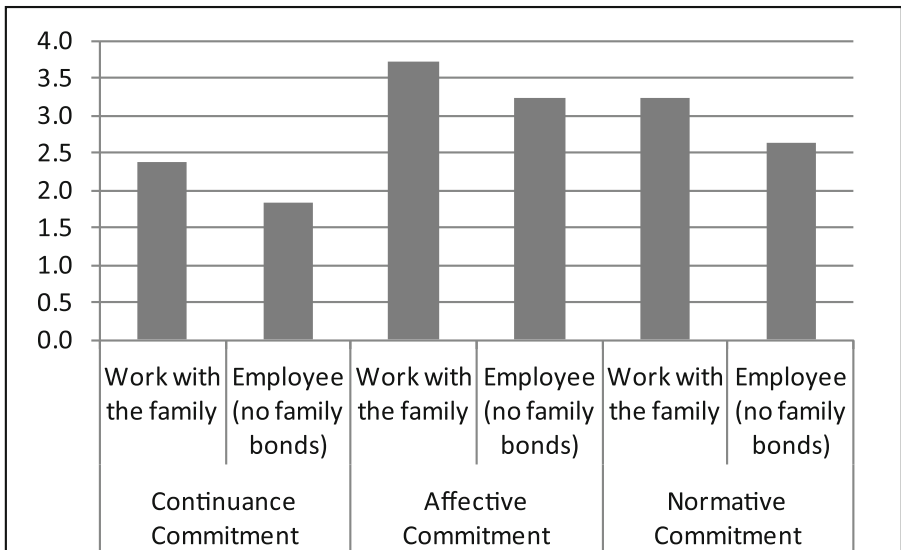 4.0
3.5
3.0
2.5
2.0
1.5
1.0
0.5
0.0
Work with
the family
Employee
(no family
bonds)
Work with
the family
Employee
(no family
bonds)
Work with
the family
Employee
(no family
bonds)
Continuance
Commitment
Affective
Commitment
Normative
Commitment